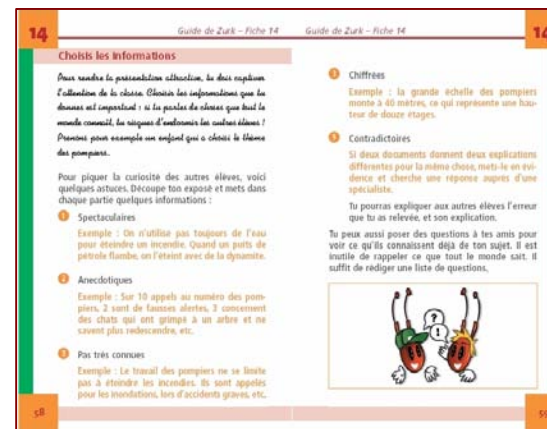 14
Guide de Zurk – Fiche 14
Choisis les informations
Pour rendre ta présentation attractive, tu dois captiver
l'attention de la classe. Choisir les informations que tu
donnes est important : si tu parles de choses que tout le
monde connaît, tu risques d'endormir les autres élèves !
Prenons pour exemple un enfant qui a choisi le thème
des pompiers.
Pour piquer la curiosité des autres élèves, voici
quelques astuces. Découpe ton exposé et mets dans
chaque partie quelques informations :
1 Spectaculaires
Exemple : On n'utilise pas toujours de l'eau
pour éteindre un incendie. Quand un puits de
pétrole flambe, on l'éteint avec de la dynamite.
2 Anecdotiques
Exemple : Sur 10 appels au numéro des pom-
piers, 2 sont de fausses alertes, 3 concernent
des chats qui ont grimpé à un arbre et ne
savent plus redescendre, etc.
3 Pas très connues
Exemple : Le travail des pompiers ne se limite
pas à éteindre les incendies. Ils sont appelés
pour les inondations, lors d'accidents graves, etc.
58
Guide de Zurk – Fiche 14
14
Chiffrées
Exemple : la grande échelle des pompiers
monte à 40 mètres, ce qui représente une hau-
teur de douze étages.
Contradictoires
Si deux documents donnent deux explications
différentes pour la même chose, mets-le en évi-
dence et cherche une réponse auprès d'une
spécialiste.
Tu pourras expliquer aux autres élèves l'erreur
que tu as relevée, et son explication.
Tu peux aussi poser des questions à tes amis pour
voir ce qu'ils connaissent déjà de ton sujet. Il est
inutile de rappeler ce que tout le monde sait. Il
suffit de rédiger une liste de questions.
?
!
59